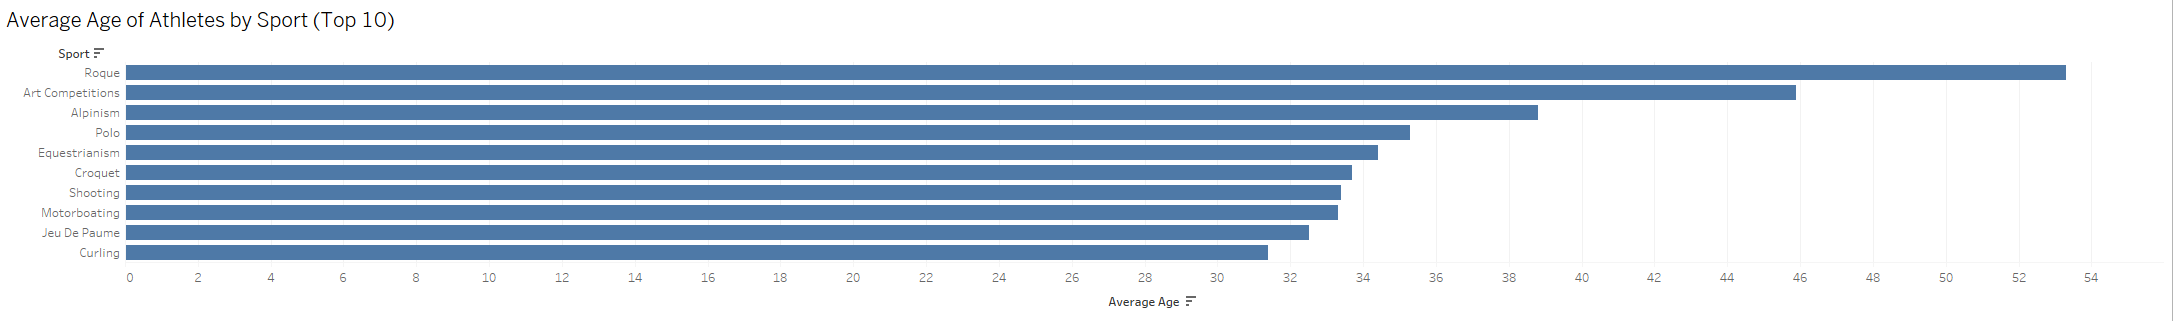 Average Age of Athletes by Sport (Top 10)
Sport
Roque
Art Competitions
Alpinism
Polo
Equestrianism
Croquet
Shooting
Motorboating
Jeu De Paume
Curling
0 2 4 6 8 10 12 14 16 18 20 22 24 26 28 30 32 34 36 38 40 42 44 46 48 50 52 54
Average Age